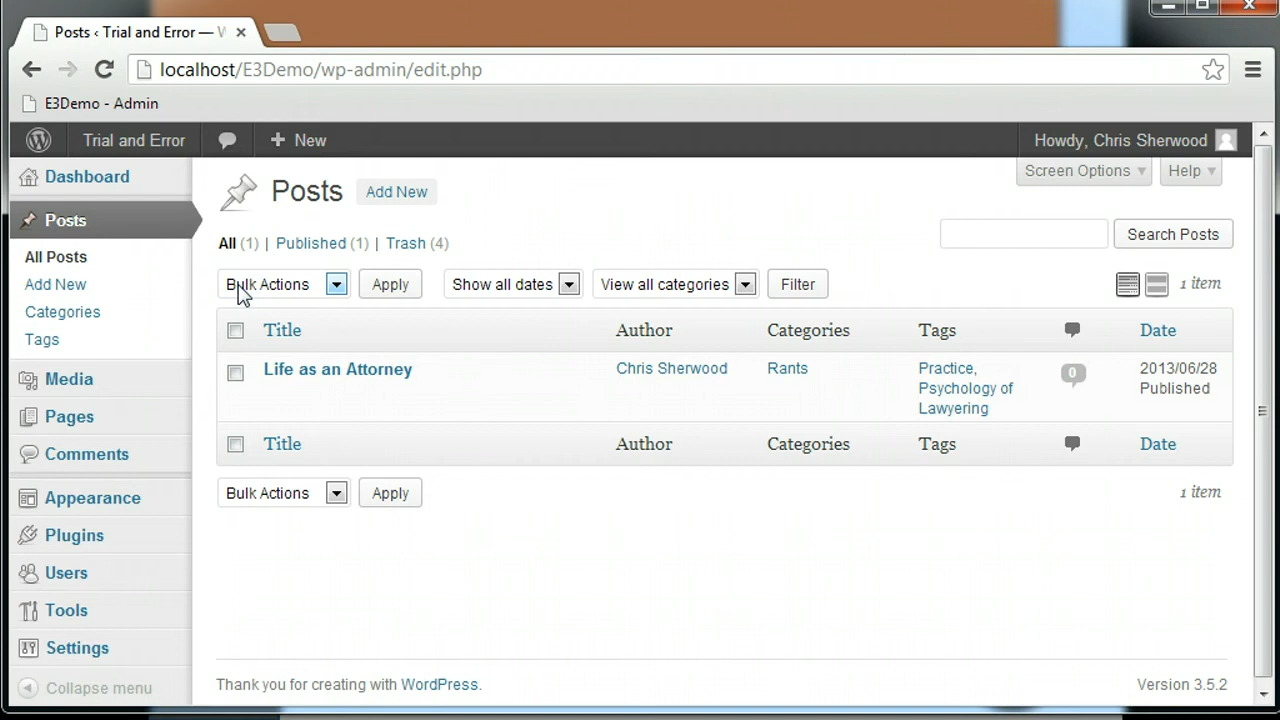 Posts ‹ Trial and Error — W
localhost/E3Demo/wp-admin/edit.php
E3Demo - Admin
Trial and Error
New
Howdy, Chris Sherwood
Dashboard
Posts
All Posts
Add New
Categories
Tags
Media
Pages
Comments
Appearance
Plugins
Users
Tools
Settings
Collapse menu
Screen Options
Help
Posts Add New
All (1) | Published (1) | Trash (4)
Search Posts
Bulk Actions Apply Show all dates View all categories Filter 1 item
Title Author Categories Tags Date
Life as an Attorney Chris Sherwood Rants Practice, 0 2013/06/28
Psychology of Published
Lawyering
Title Author Categories Tags Date
Bulk Actions Apply 1 item
Thank you for creating with WordPress. Version 3.5.2